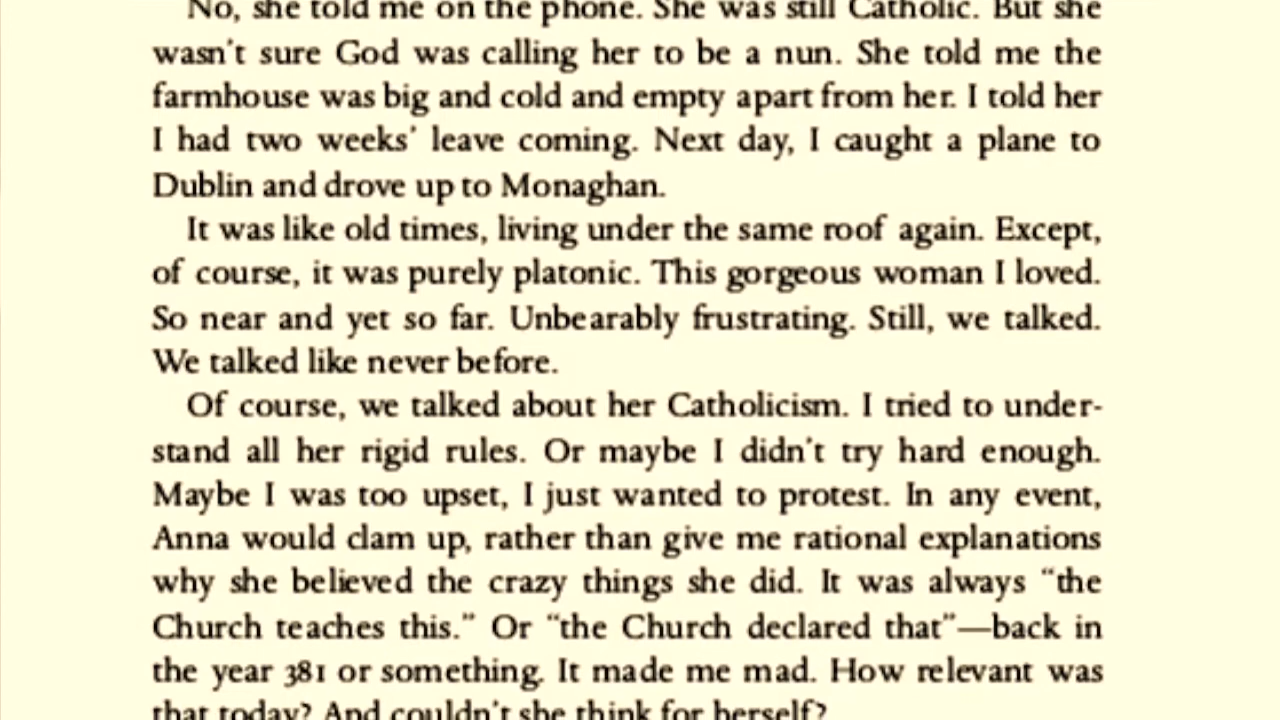 No, she told me on the phone. She was still Catholic. But she
wasn't sure God was calling her to be a nun. She told me the
farmhouse was big and cold and empty apart from her. I told her
I had two weeks' leave coming. Next day, I caught a plane to
Dublin and drove up to Monaghan.
It was like old times, living under the same roof again. Except,
of course, it was purely platonic. This gorgeous woman I loved.
So near and yet so far. Unbearably frustrating. Still, we talked.
We talked like never before.
Of course, we talked about her Catholicism. I tried to under-
stand all her rigid rules. Or maybe I didn't try hard enough.
Maybe I was too upset, I just wanted to protest. In any event,
Anna would clam up, rather than give me rational explanations
why she believed the crazy things she did. It was always “the
Church teaches this.” Or “the Church declared that”—back in
the year 381 or something. It made me mad. How relevant was
that today? And couldn't she think for herself?